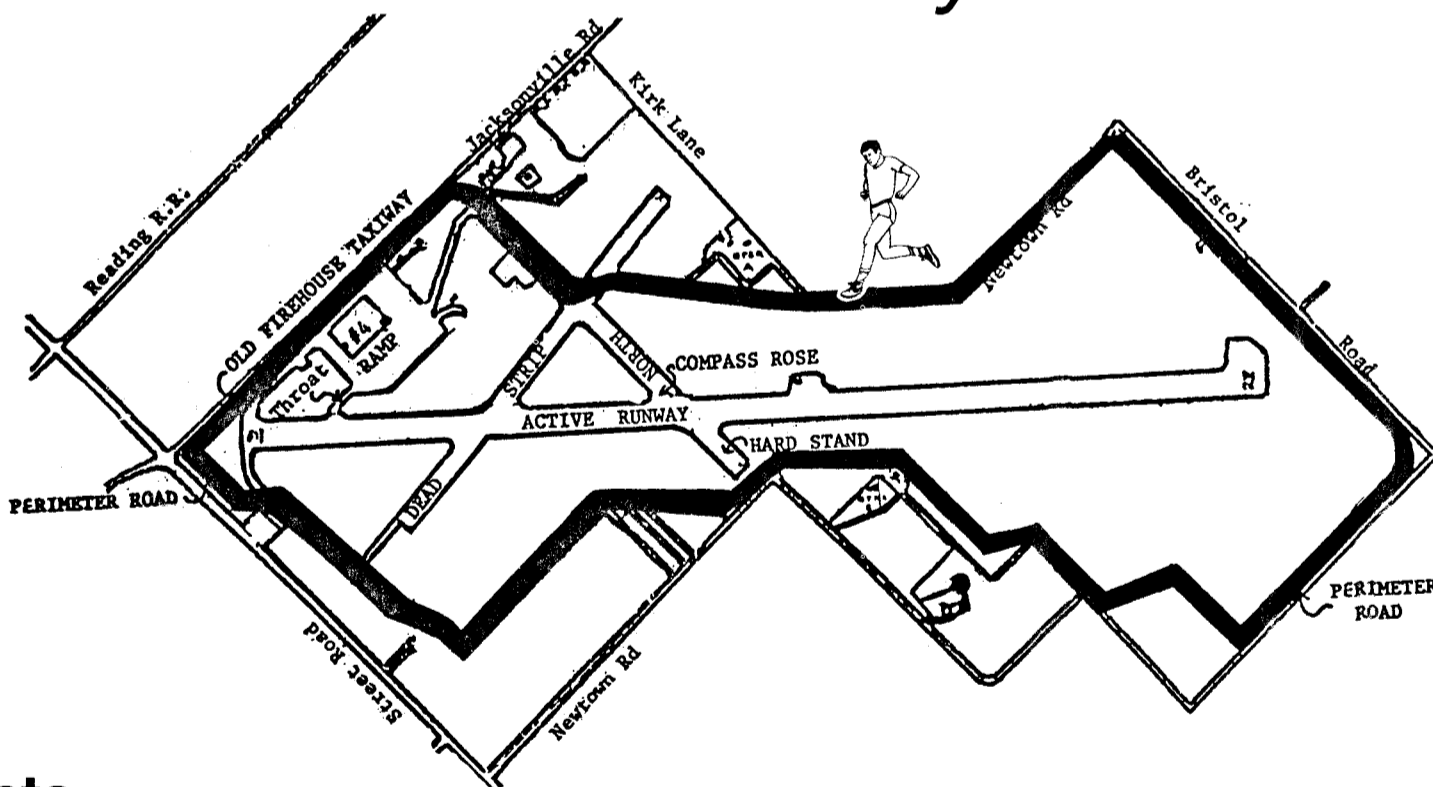 Jacksonville Rd
Kirk Lane
Reading R.R.
OLD FIREHOUSE TAXIWAY
Newtown Rd
Bristol
Road
#4
RAMP
Throat
STRIP
NORTH
COMPASS ROSE
ACTIVE RUNWAY
HARD STAND
DEAD
PERIMETER ROAD
PERIMETER
ROAD
Street Road
Newtown Rd